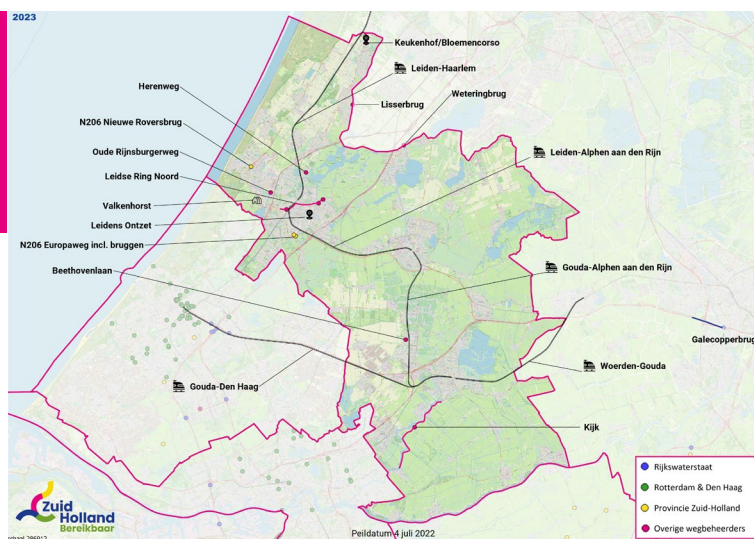 2023
Keukenhof/Bloemencorso
Leiden-Haarlem
Herenweg
Lisserbrug
Weteringbrug
N206 Nieuwe Roversbrug
Oude Rijnsburgerweg
Leiden-Alphen aan den Rijn
Leidse Ring Noord
Valkenhorst
Leidens Ontzet
N206 Europaweg incl. bruggen
Beethovenlaan
Gouda-Alphen aan den Rijn
Galecopperbrug
Woerden-Gouda
Gouda-Den Haag
Kijk
Rijkswaterstaat
Rotterdam & Den Haag
Provincie Zuid-Holland
Overige wegbeheerders
Zuid
Holland
Bereikbaar
Peildatum 4 juli 2022